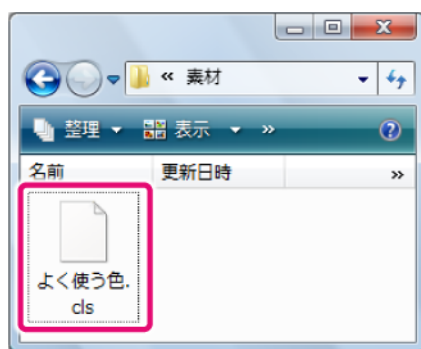 « 素材
整理 表示 »
名前 更新日時 »
よく使う色.
cls